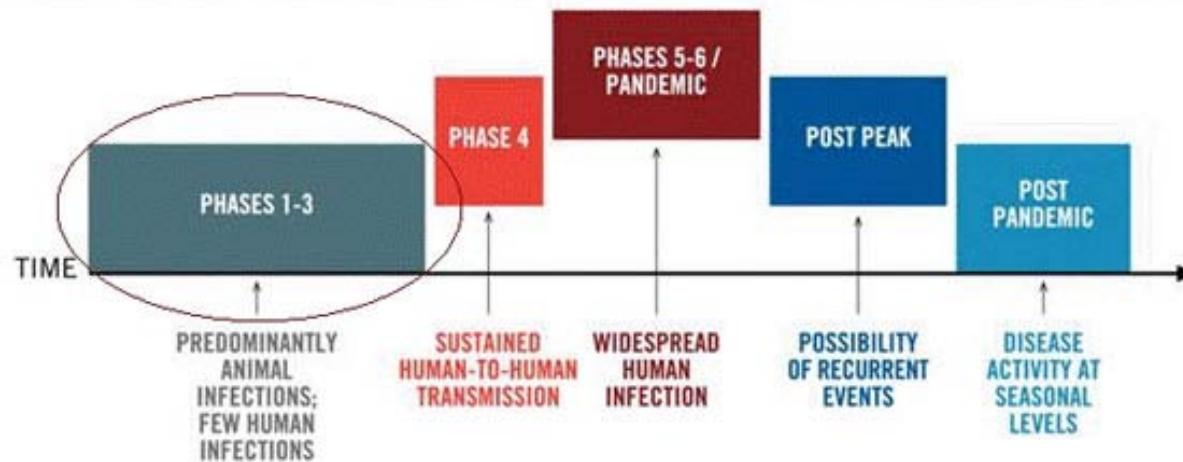 PHASES 5-6 /
PANDEMIC
PHASE 4
POST PEAK
PHASES 1-3
POST
PANDEMIC
TIME
PREDOMINANTLY
ANIMAL
INFECTIONS;
FEW HUMAN
INFECTIONS
SUSTAINED
HUMAN-TO-HUMAN
TRANSMISSION
WIDESPREAD
HUMAN
INFECTION
POSSIBILITY
OF RECURRENT
EVENTS
DISEASE
ACTIVITY AT
SEASONAL
LEVELS